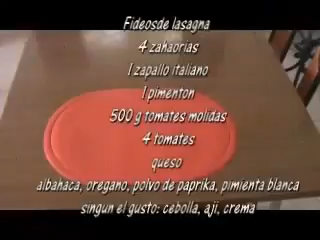 Fideosde lasagna
4 zahaorias
1 zapallo italiano
1 pimenton
500 g tomates molidas
4 tomates
queso
albahaca, oregano, polvo de paprika, pimienta blanca
singun el gusto: cebolla, aji, crema